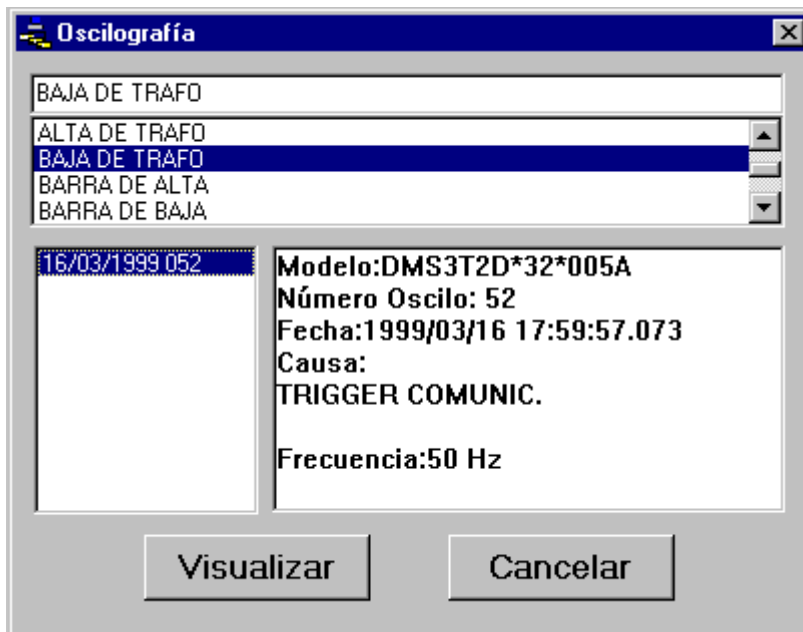 Oscilografía
BAJA DE TRAFO
ALTA DE TRAFO
BAJA DE TRAFO
BARRA DE ALTA
BARRA DE BAJA
16/03/1999 052
Modelo:DMS3T2D*32*005A
Número Oscilo: 52
Fecha:1999/03/16 17:59:57.073
Causa:
TRIGGER COMUNIC.
Frecuencia:50 Hz
Visualizar
Cancelar